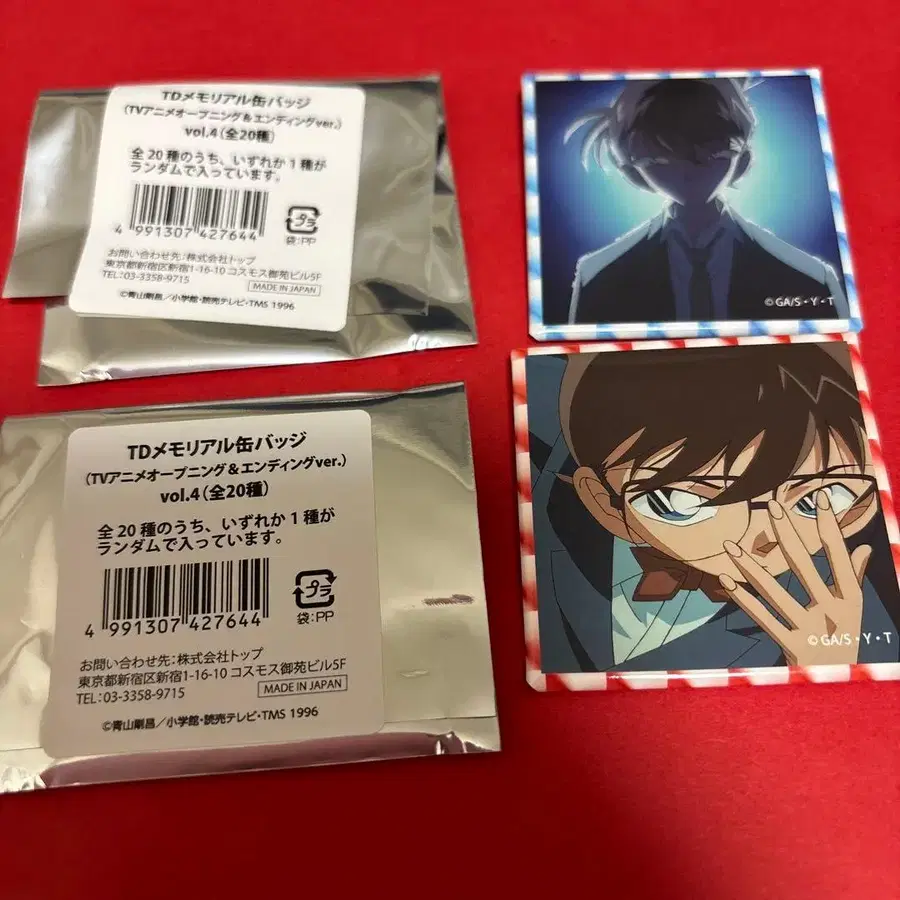 TDメモリアル缶バッジ
（TVアニメオープニング＆エンディングver.）
vol.4（全20種）
全20種のうち、いずれか1種が
ランダムで入っています。
4 991307 427644
プラ
袋:PP
お問い合わせ先：株式会社トップ
東京都新宿区新宿1-16-10 コスモス御苑ビル5F
TEL:03-3358-9715
MADE IN JAPAN
©青山剛昌／小学館・読売テレビ・TMS 1996
©GA/S・Y・T
TDメモリアル缶バッジ
（TVアニメオープニング＆エンディングver.）
vol.4（全20種）
全20種のうち、いずれか1種が
ランダムで入っています。
4 991307 427644
プラ
袋:PP
お問い合わせ先：株式会社トップ
東京都新宿区新宿1-16-10 コスモス御苑ビル5F
TEL:03-3358-9715
MADE IN JAPAN
©青山剛昌／小学館・読売テレビ・TMS 1996
©GA/S・Y・T